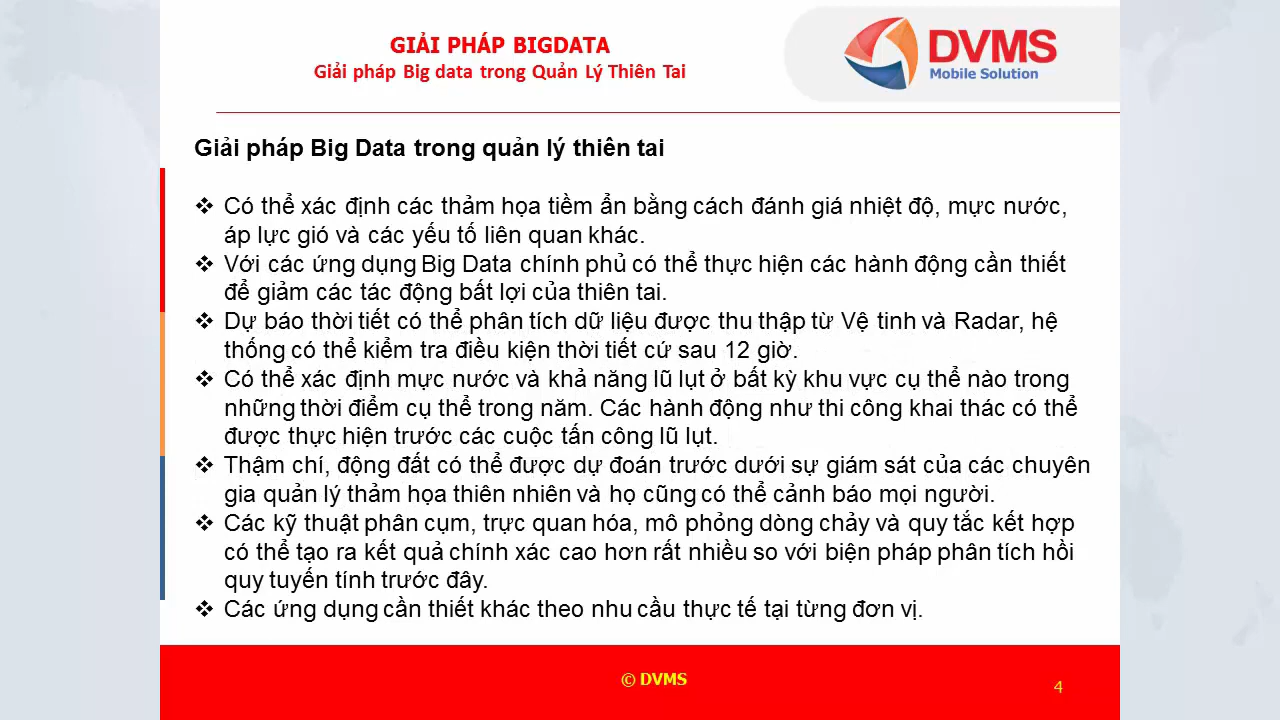 GIẢI PHÁP BIGDATA
Giải pháp Big data trong Quản Lý Thiên Tai
DVMS
Mobile Solution
Giải pháp Big Data trong quản lý thiên tai
❖ Có thể xác định các thảm họa tiềm ẩn bằng cách đánh giá nhiệt độ, mực nước,
áp lực gió và các yếu tố liên quan khác.
❖ Với các ứng dụng Big Data chính phủ có thể thực hiện các hành động cần thiết
để giảm các tác động bất lợi của thiên tai.
❖ Dự báo thời tiết có thể phân tích dữ liệu được thu thập từ Vệ tinh và Radar, hệ
thống có thể kiểm tra điều kiện thời tiết cứ sau 12 giờ.
❖ Có thể xác định mực nước và khả năng lũ lụt ở bất kỳ khu vực cụ thể nào trong
những thời điểm cụ thể trong năm. Các hành động như thi công khai thác có thể
được thực hiện trước các cuộc tấn công lũ lụt.
❖ Thậm chí, động đất có thể được dự đoán trước dưới sự giám sát của các chuyên
gia quản lý thảm họa thiên nhiên và họ cũng có thể cảnh báo mọi người.
❖ Các kỹ thuật phân cụm, trực quan hóa, mô phỏng dòng chảy và quy tắc kết hợp
có thể tạo ra kết quả chính xác cao hơn rất nhiều so với biện pháp phân tích hồi
quy tuyến tính trước đây.
❖ Các ứng dụng cần thiết khác theo nhu cầu thực tế tại từng đơn vị.
© DVMS
4